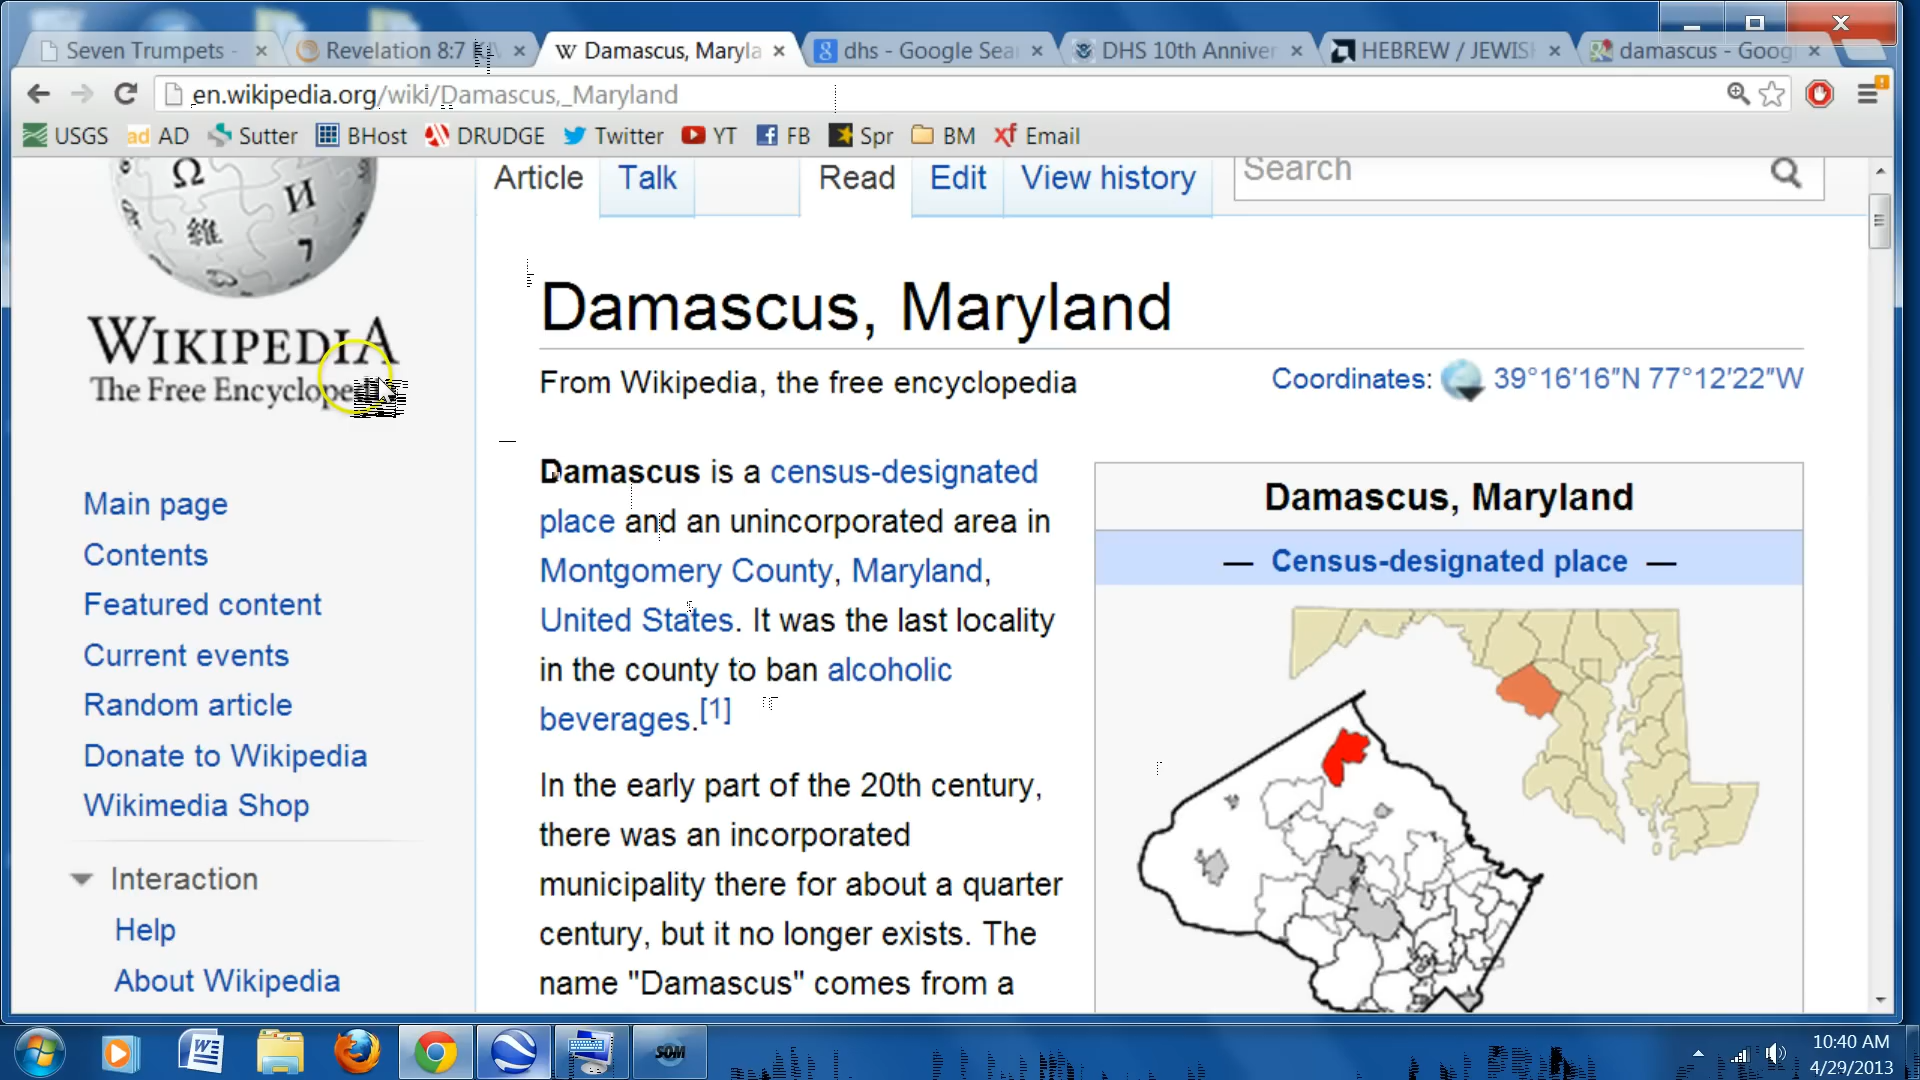 Seven Trumpets -
Revelation 8:7
Damascus, Maryla
dhs - Google Sea
DHS 10th Anniver
HEBREW / JEWISH
damascus - Goog
en.wikipedia.org/wiki/Damascus,_Maryland
USGS
ad AD
Sutter
BHost
DRUDGE
Twitter
YT
FB
Spr
BM
xf Email
Article
Talk
Read
Edit
View history
Search
Ω
И
維
7
WIKIPEDIA
The Free Encyclope
Main page
Contents
Featured content
Current events
Random article
Donate to Wikipedia
Wikimedia Shop
Interaction
Help
About Wikipedia
Damascus, Maryland
From Wikipedia, the free encyclopedia
Coordinates: 39°16′16″N 77°12′22″W
Damascus is a census-designated
place and an unincorporated area in
Montgomery County, Maryland,
United States. It was the last locality
in the county to ban alcoholic
beverages.[1]
In the early part of the 20th century,
there was an incorporated
municipality there for about a quarter
century, but it no longer exists. The
name "Damascus" comes from a
Damascus, Maryland
— Census-designated place —
SOM
10:40 AM
4/29/2013